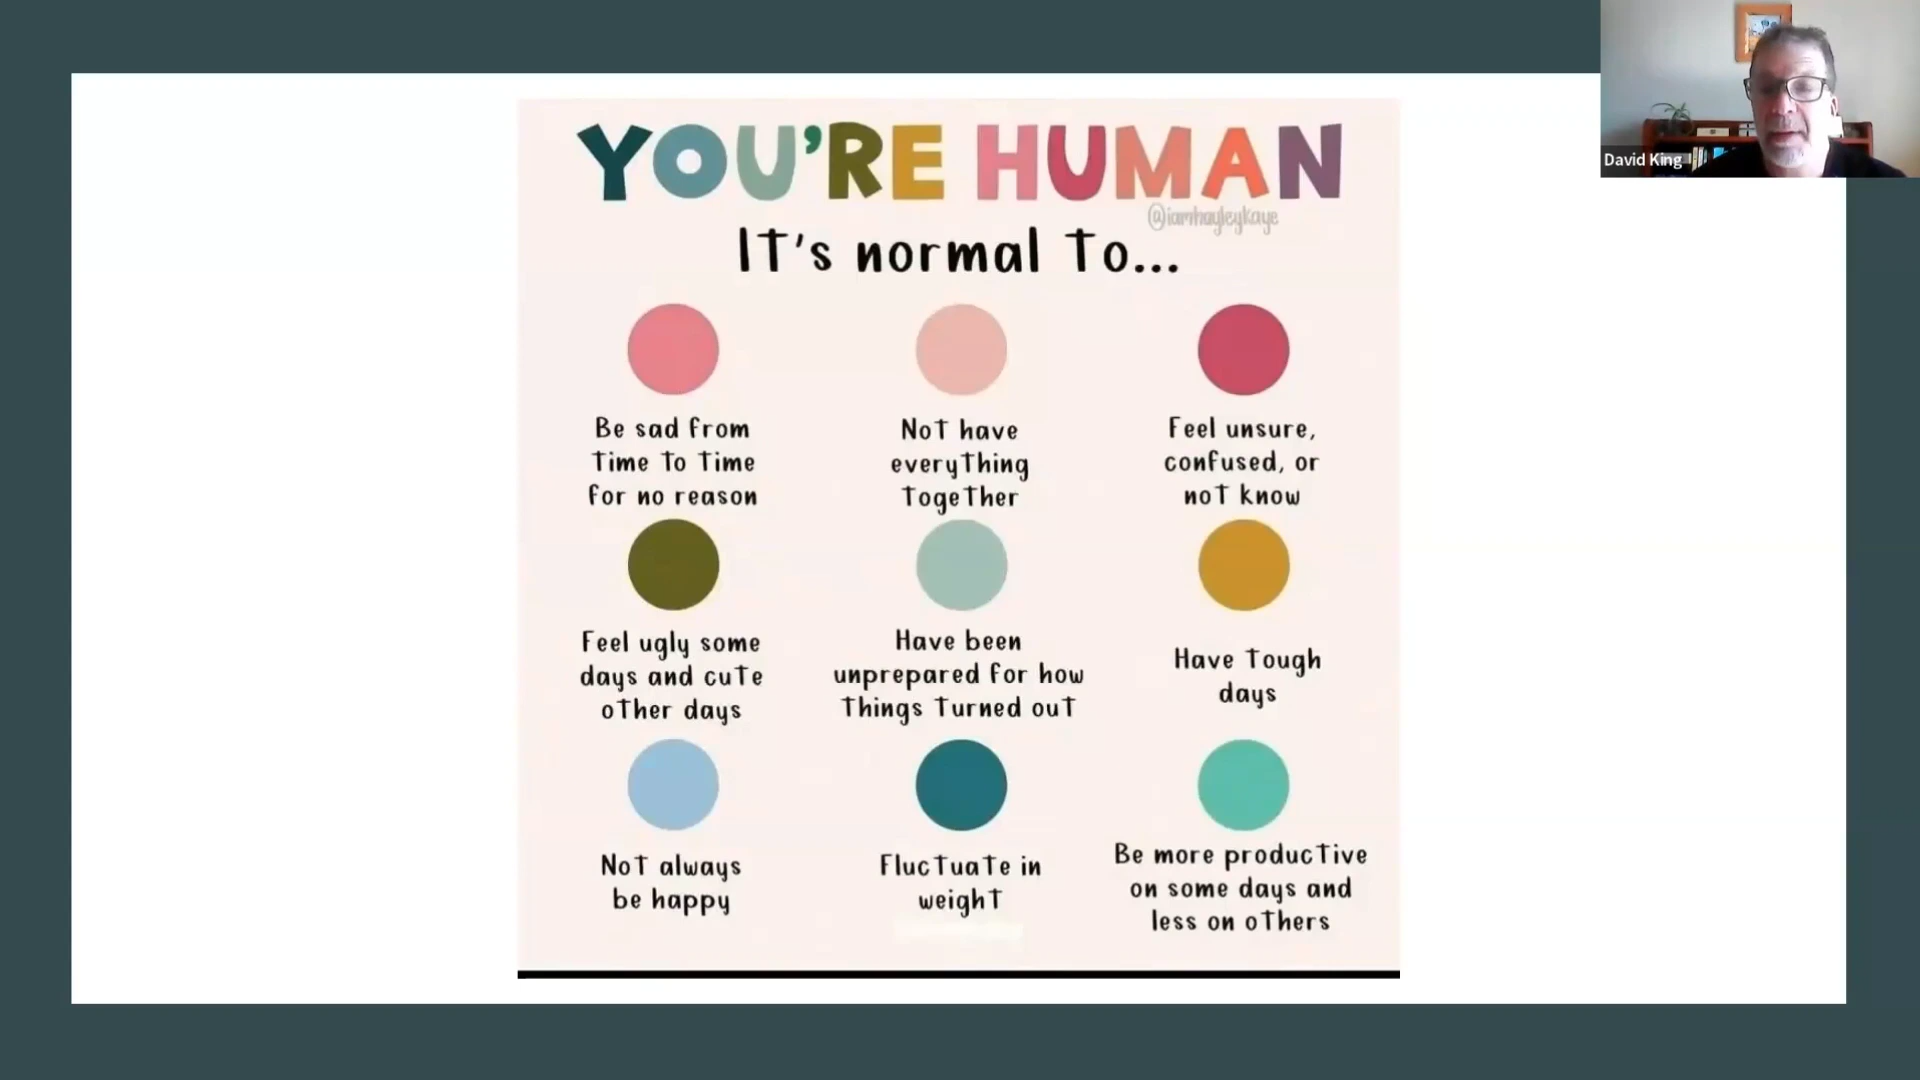 YOU'RE HUMAN
@iamhayleykaye
IT's normal to...
Be sad from
time to time
for no reason
Not have
everything
together
Feel unsure,
confused, or
not know
Feel ugly some
days and cute
other days
Have been
unprepared for how
things turned out
Have tough
days
Not always
be happy
Fluctuate in
weight
Be more productive
on some days and
less on others
David King